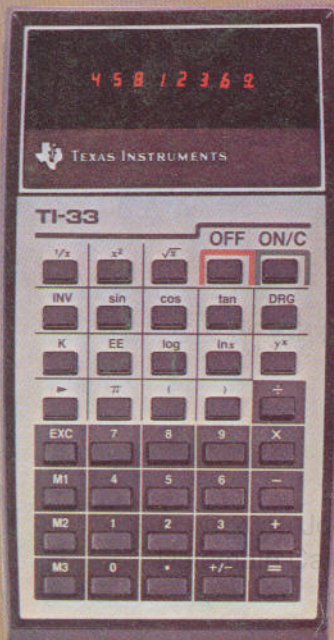 45812369.
TEXAS INSTRUMENTS
TI-33
OFF ON/C
1/x x² √x
INV sin cos tan DRG
K EE log lnx yˣ
► π ( ) ÷
EXC 7 8 9 X
M1 4 5 6 −
M2 1 2 3 +
M3 0 • +/− =